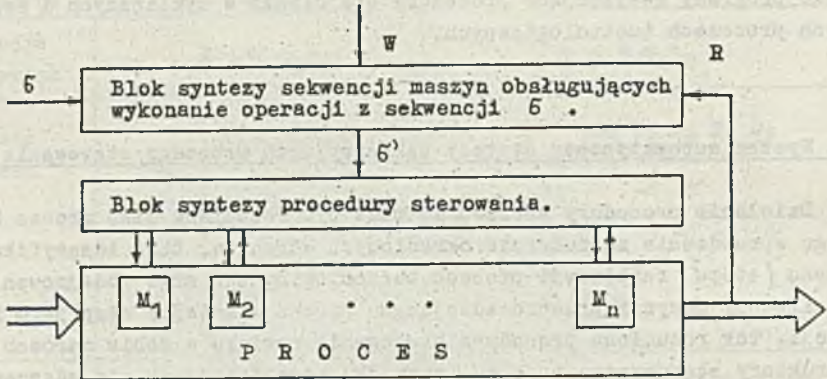 W
R
б
Blok syntezy sekwencji maszyn obsługujących
wykonanie operacji z sekwencji б .
б'
Blok syntezy procedury sterowania.
M1 M2 . . . Mn
P R O C E S